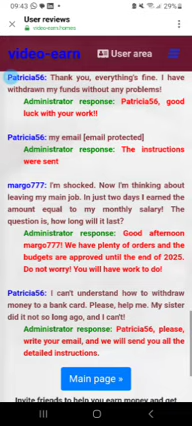 09:43
29%
User reviews
video-earn.com/reviews
video-earn
User area
Patricia56: Thank you, everything's fine. I have
withdrawn my funds without any problems!
Administrator response: Patricia56, good
luck with your work!!
Patricia56: my email [email protected]
Administrator response: The instructions
were sent
margo777: I'm shocked. Now I'm thinking about
leaving my main job. In just two days I earned the
amount equal to my monthly salary! The
question is, how long will it last?
Administrator response: Good afternoon
margo777! We have plenty of orders and the
budgets are approved until the end of 2025.
Do not worry! You will have work to do!
Patricia56: I can't understand how to withdraw
money to a bank card. Please, help me. My sister
did it not so long ago, and I can't!
Administrator response: Patricia56, please,
write your email, and we will send you all the
detailed instructions.
Main page »
Invite friends to help you earn money and get